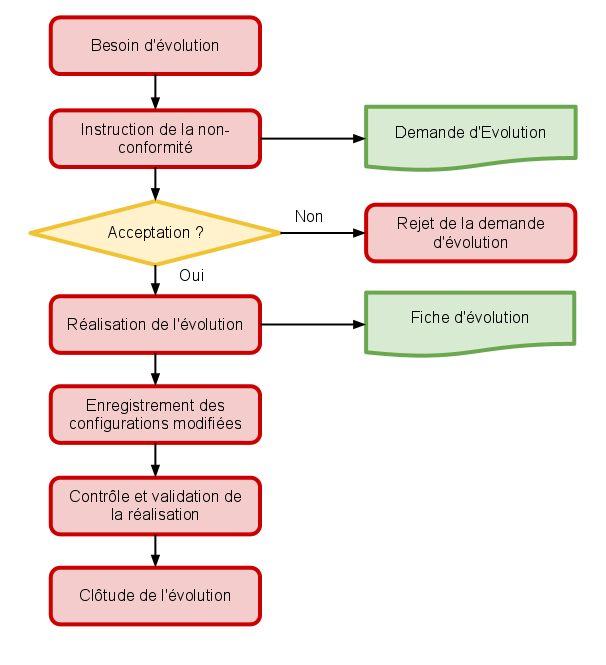 Besoin d'évolution
Instruction de la non-
conformité
Demande d'Evolution
Acceptation ?
Non
Rejet de la demande
d'évolution
Oui
Réalisation de l'évolution
Fiche d'évolution
Enregistrement des
configurations modifiées
Contrôle et validation de
la réalisation
Clôtude de l'évolution